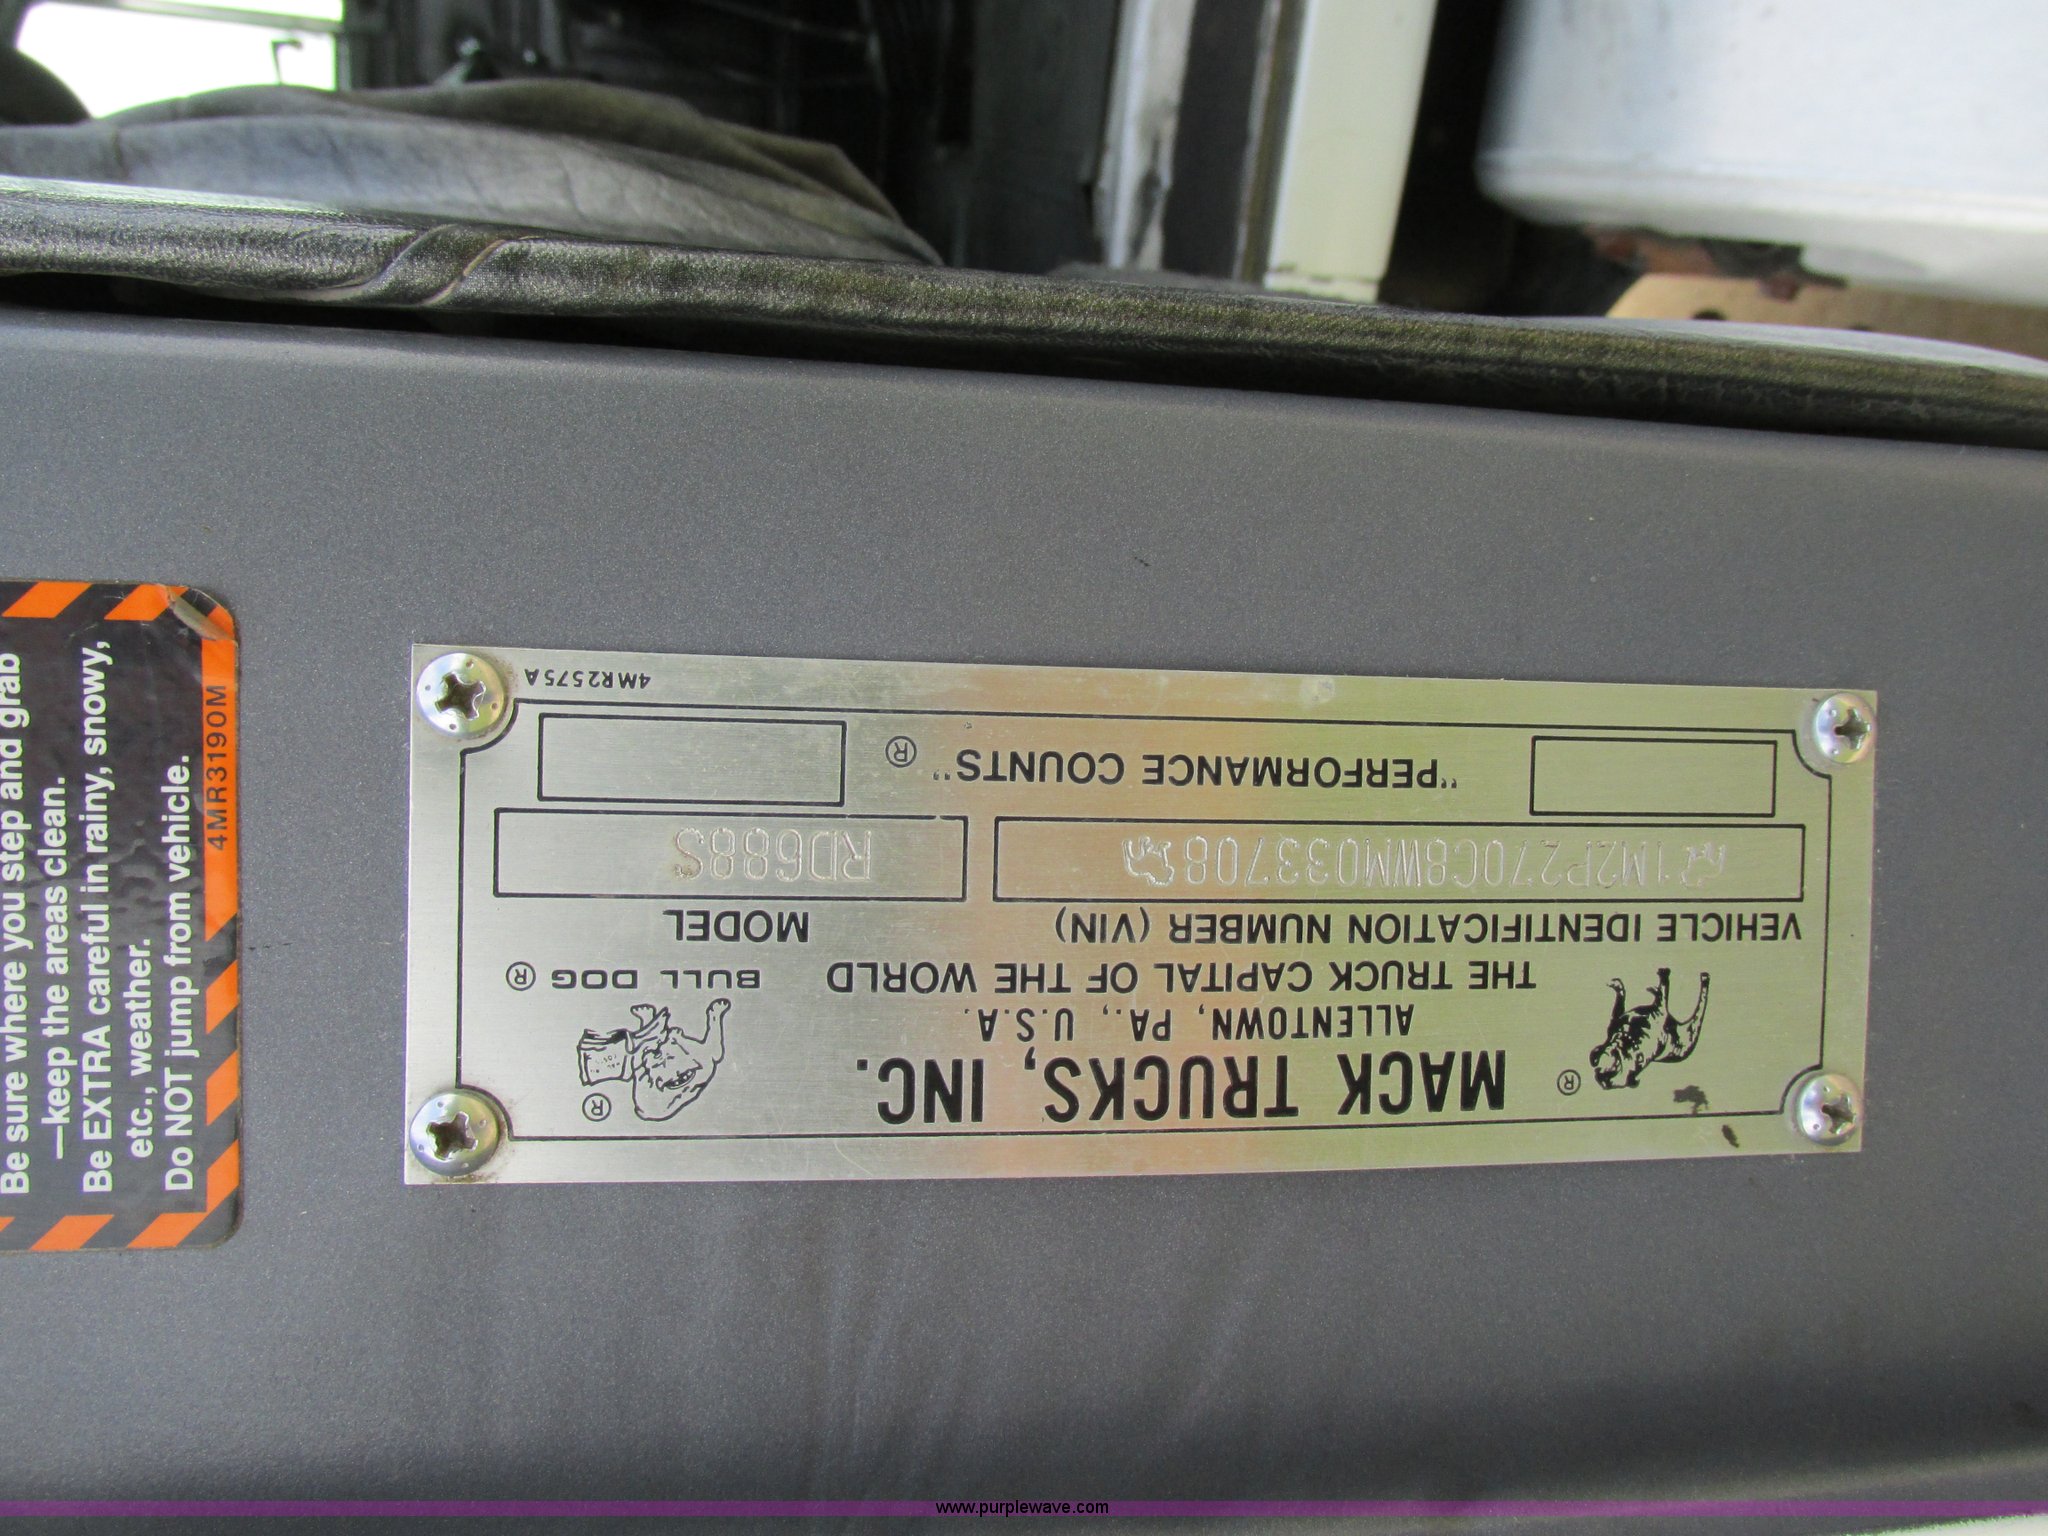 MACK TRUCKS, INC.
ALLENTOWN, PA., U.S.A.
THE TRUCK CAPITAL OF THE WORLD
BULL DOG ®
VEHICLE IDENTIFICATION NUMBER (VIN)
MODEL
1M2P270C8WM033708
RD688S
"PERFORMANCE COUNTS" ®
4MR2575A
Be sure where you step and grab
—keep the areas clean.
Be EXTRA careful in rainy, snowy,
etc., weather.
Do NOT jump from vehicle.
4MR3190M
www.purplewave.com